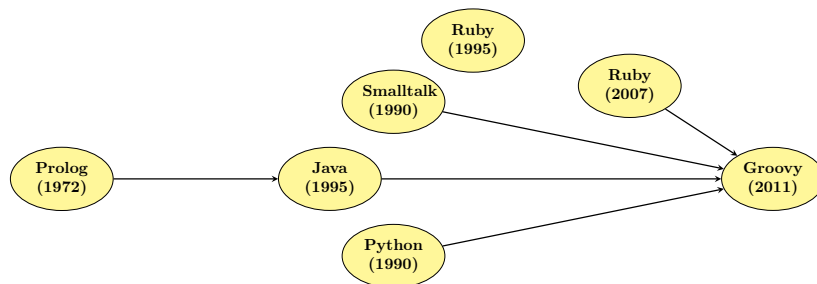 Ruby
(1995)
Ruby
(2007)
Smalltalk
(1990)
Prolog
(1972)
Java
(1995)
Groovy
(2011)
Python
(1990)